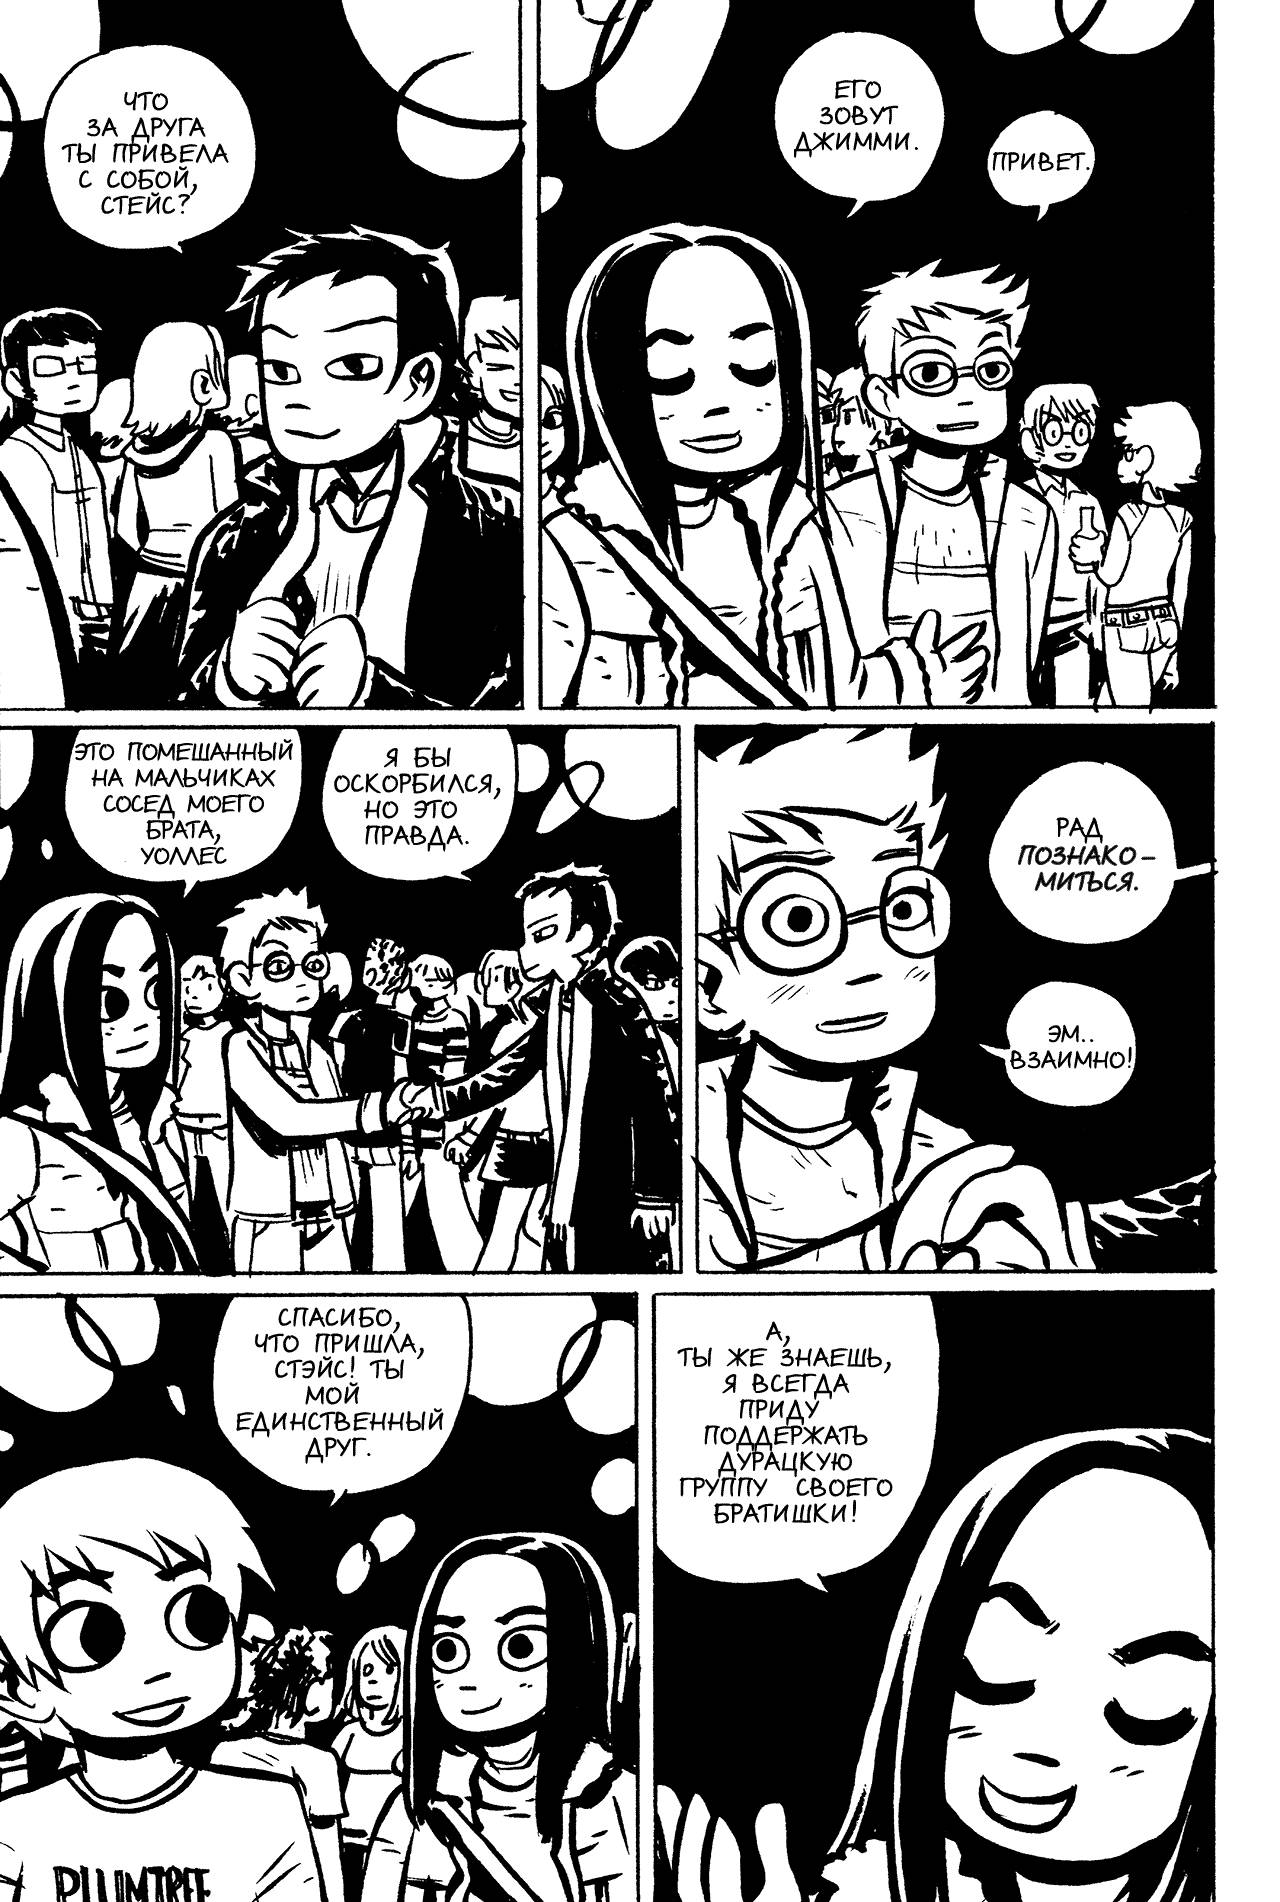 ЧТО
ЗА ДРУГА
ТЫ ПРИВЕЛА
С СОБОЙ,
СТЕЙС?
ЕГО
ЗОВУТ
ДЖИММИ.
ПРИВЕТ.
ЭТО ПОМЕШАННЫЙ
НА МАЛЬЧИКАХ
СОСЕД МОЕГО
БРАТА,
УОЛЛЕС
Я БЫ
ОСКОРБИЛСЯ,
НО ЭТО
ПРАВДА.
РАД
ПОЗНАКО-
МИТЬСЯ.
ЭМ..
ВЗАИМНО!
СПАСИБО,
ЧТО ПРИШЛА,
СТЭЙС! ТЫ
МОЙ
ЕДИНСТВЕННЫЙ
ДРУГ.
PLUMTREE
А,
ТЫ ЖЕ ЗНАЕШЬ,
Я ВСЕГДА
ПРИДУ
ПОДДЕРЖАТЬ
ДУРАЦКУЮ
ГРУППУ СВОЕГО
БРАТИШКИ!